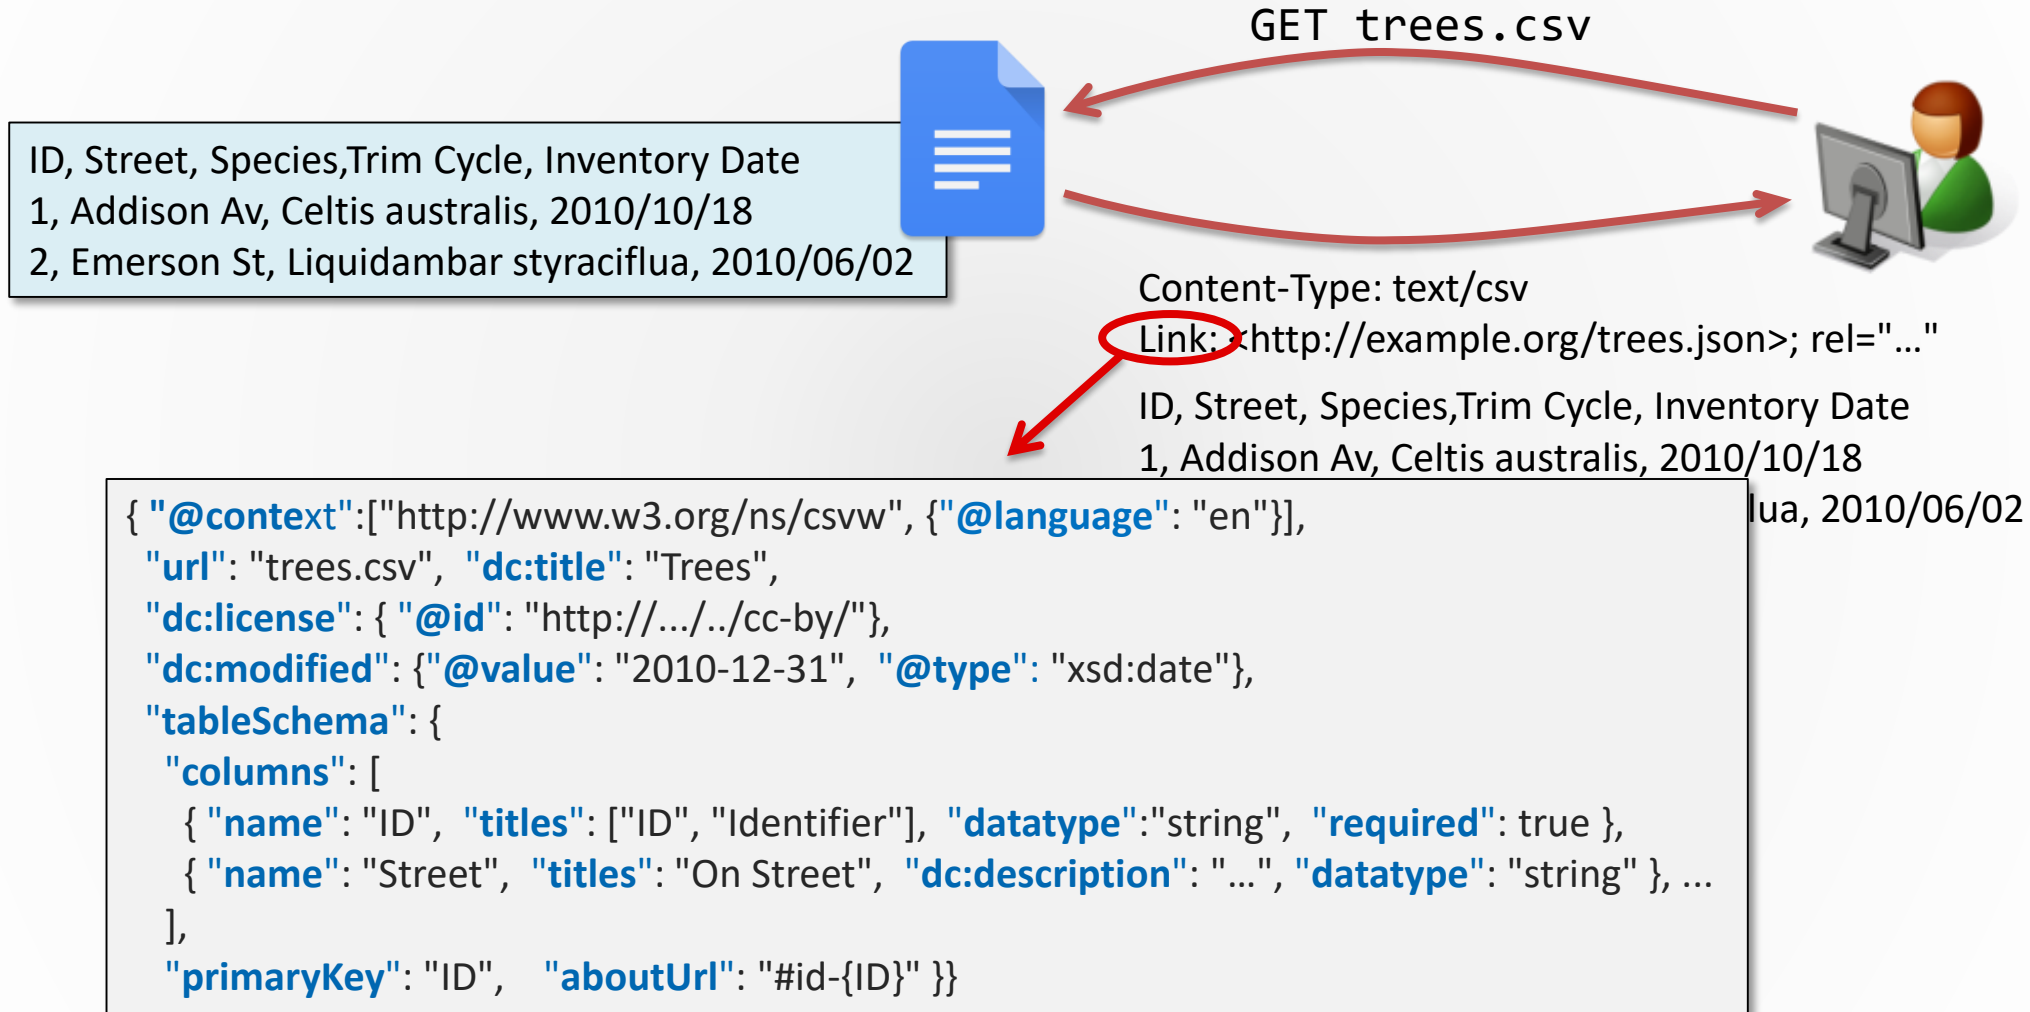 GET trees.csv
ID, Street, Species,Trim Cycle, Inventory Date
1, Addison Av, Celtis australis, 2010/10/18
2, Emerson St, Liquidambar styraciflua, 2010/06/02
Content-Type: text/csv
Link: <http://example.org/trees.json>; rel="…"
ID, Street, Species,Trim Cycle, Inventory Date
1, Addison Av, Celtis australis, 2010/10/18
lua, 2010/06/02
{ "@context":["http://www.w3.org/ns/csvw", {"@language": "en"}],
"url": "trees.csv", "dc:title": "Trees",
"dc:license": { "@id": "http://.../../cc-by/"},
"dc:modified": {"@value": "2010-12-31", "@type": "xsd:date"},
"tableSchema": {
"columns": [
{ "name": "ID", "titles": ["ID", "Identifier"], "datatype":"string", "required": true },
{ "name": "Street", "titles": "On Street", "dc:description": "…", "datatype": "string" }, ...
],
"primaryKey": "ID", "aboutUrl": "#id-{ID}" }}